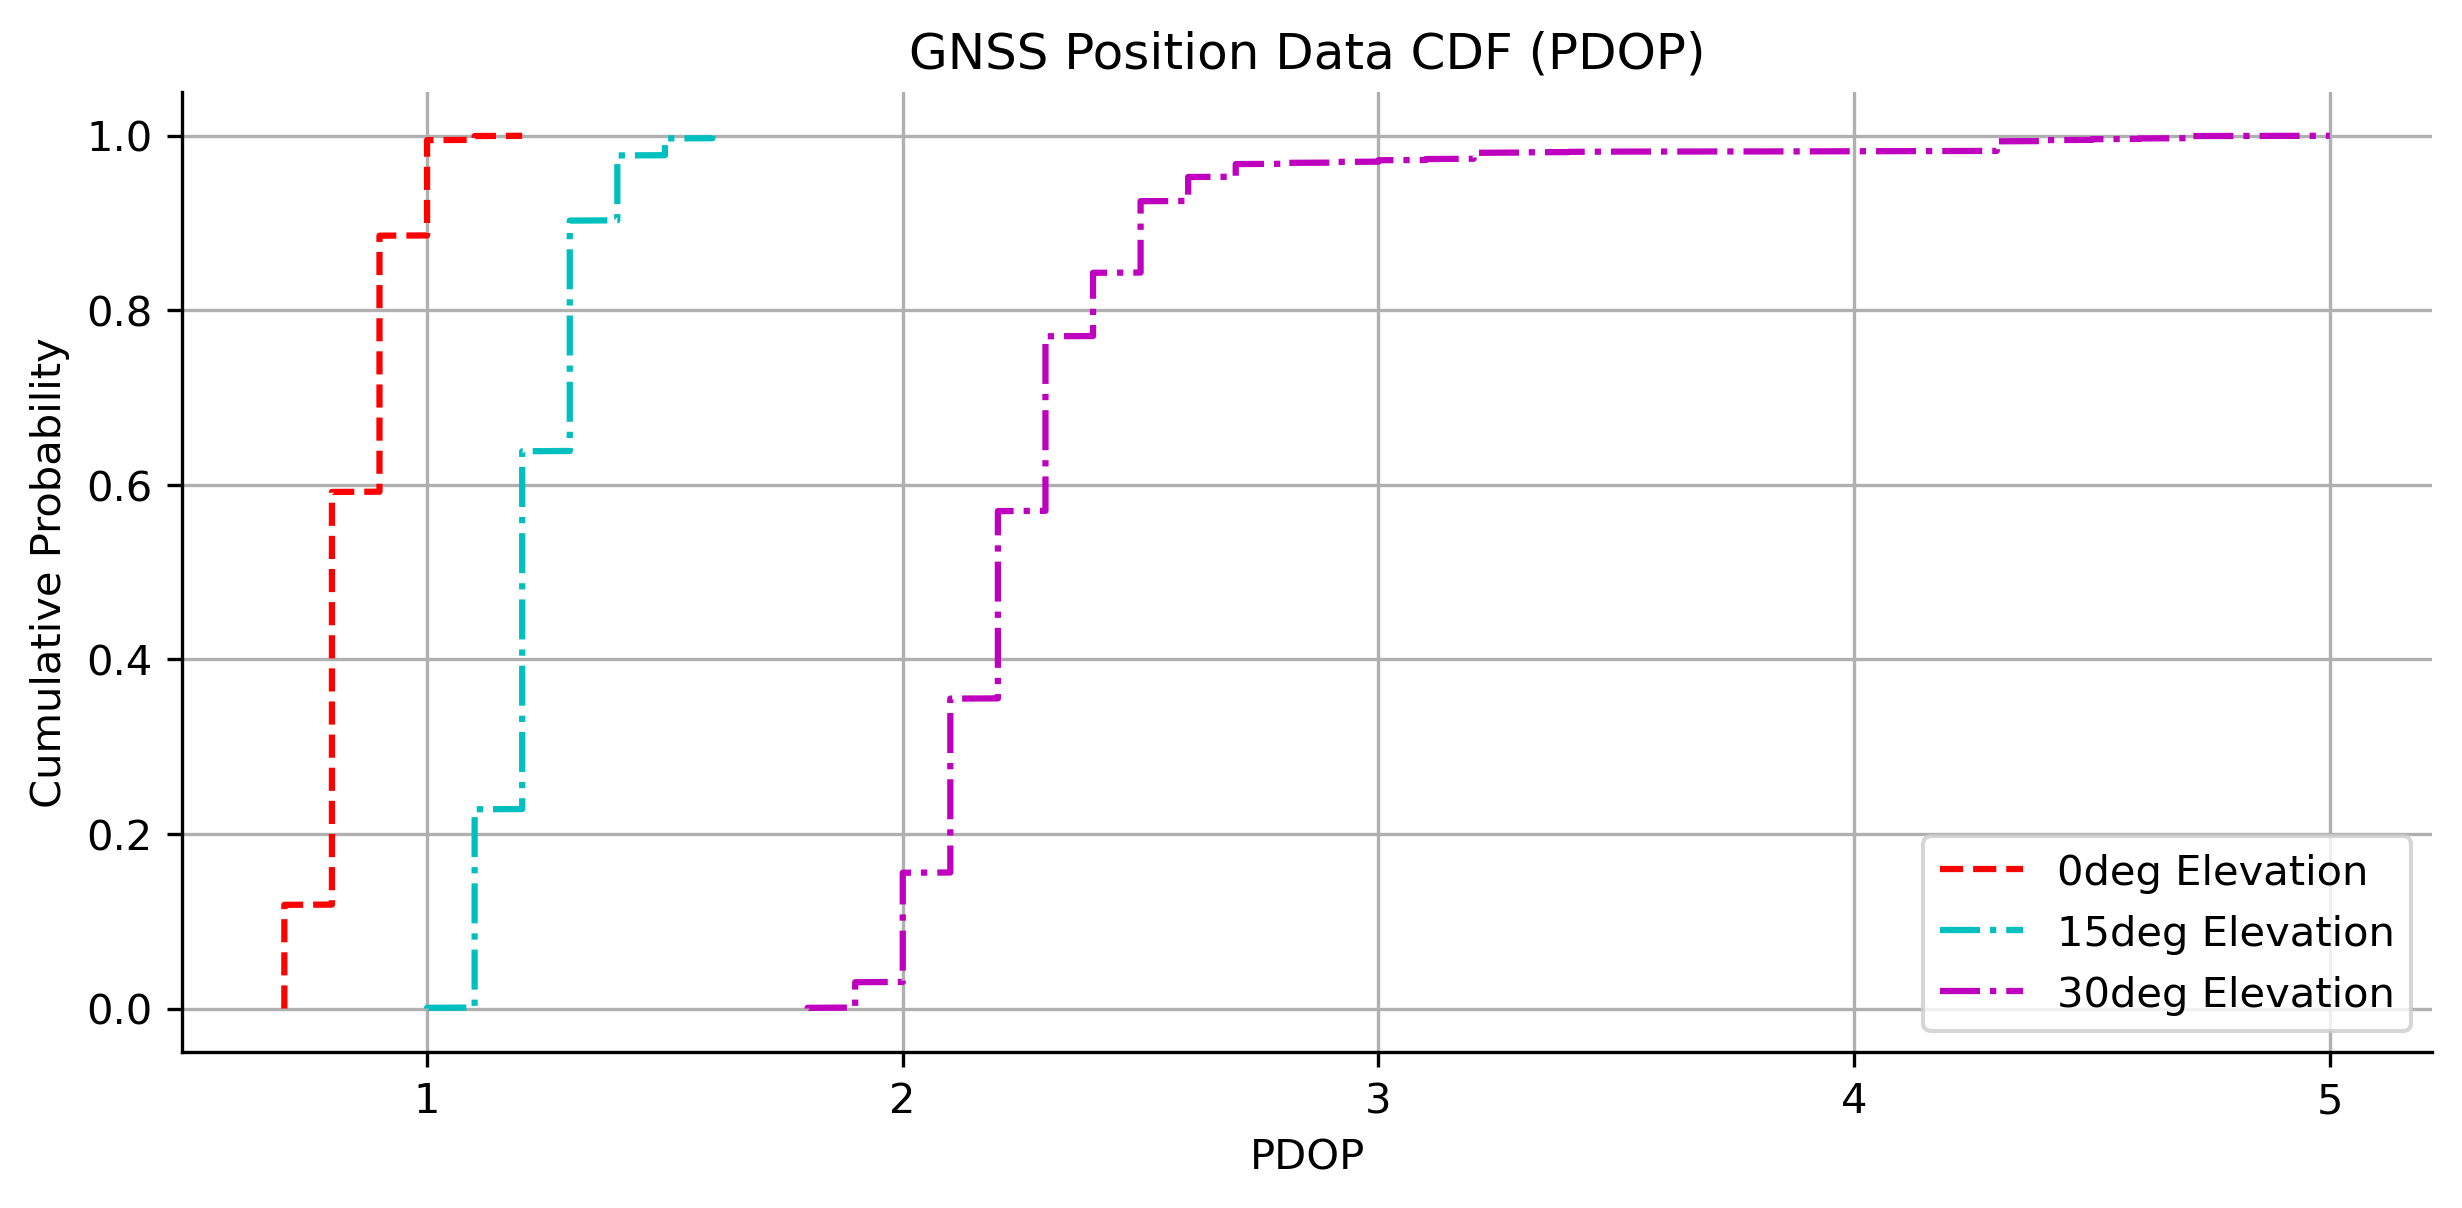 GNSS Position Data CDF (PDOP)
Cumulative Probability
1.0
0.8
0.6
0.4
0.2
0.0
0deg Elevation
15deg Elevation
30deg Elevation
1 2 3 4 5
PDOP